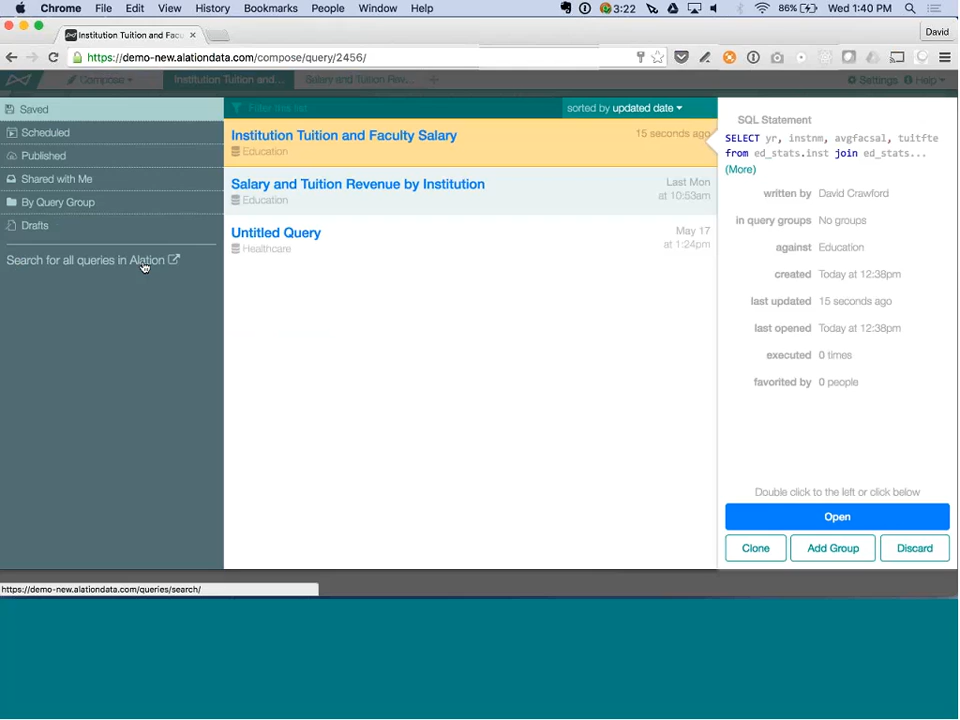 Chrome File Edit View History Bookmarks People Window Help 3:22 86% Wed 1:40 PM
Institution Tuition and Facu × David
https://demo-new.alationdata.com/compose/query/2456/
Compose Institution Tuition and... Salary and Tuition Rev... + Settings Help
Saved
Scheduled
Published
Shared with Me
By Query Group
Drafts
Search for all queries in Alation
Filter this list sorted by updated date
Institution Tuition and Faculty Salary 15 seconds ago
Education
Salary and Tuition Revenue by Institution Last Mon
Education at 10:53am
Untitled Query May 17
Healthcare at 1:24pm
SQL Statement
SELECT yr, instnm, avgfacsal, tuitfte
from ed_stats.inst join ed_stats...
(More)
written by David Crawford
in query groups No groups
against Education
created Today at 12:38pm
last updated 15 seconds ago
last opened Today at 12:38pm
executed 0 times
favorited by 0 people
Double click to the left or click below
Open
Clone Add Group Discard
https://demo-new.alationdata.com/queries/search/